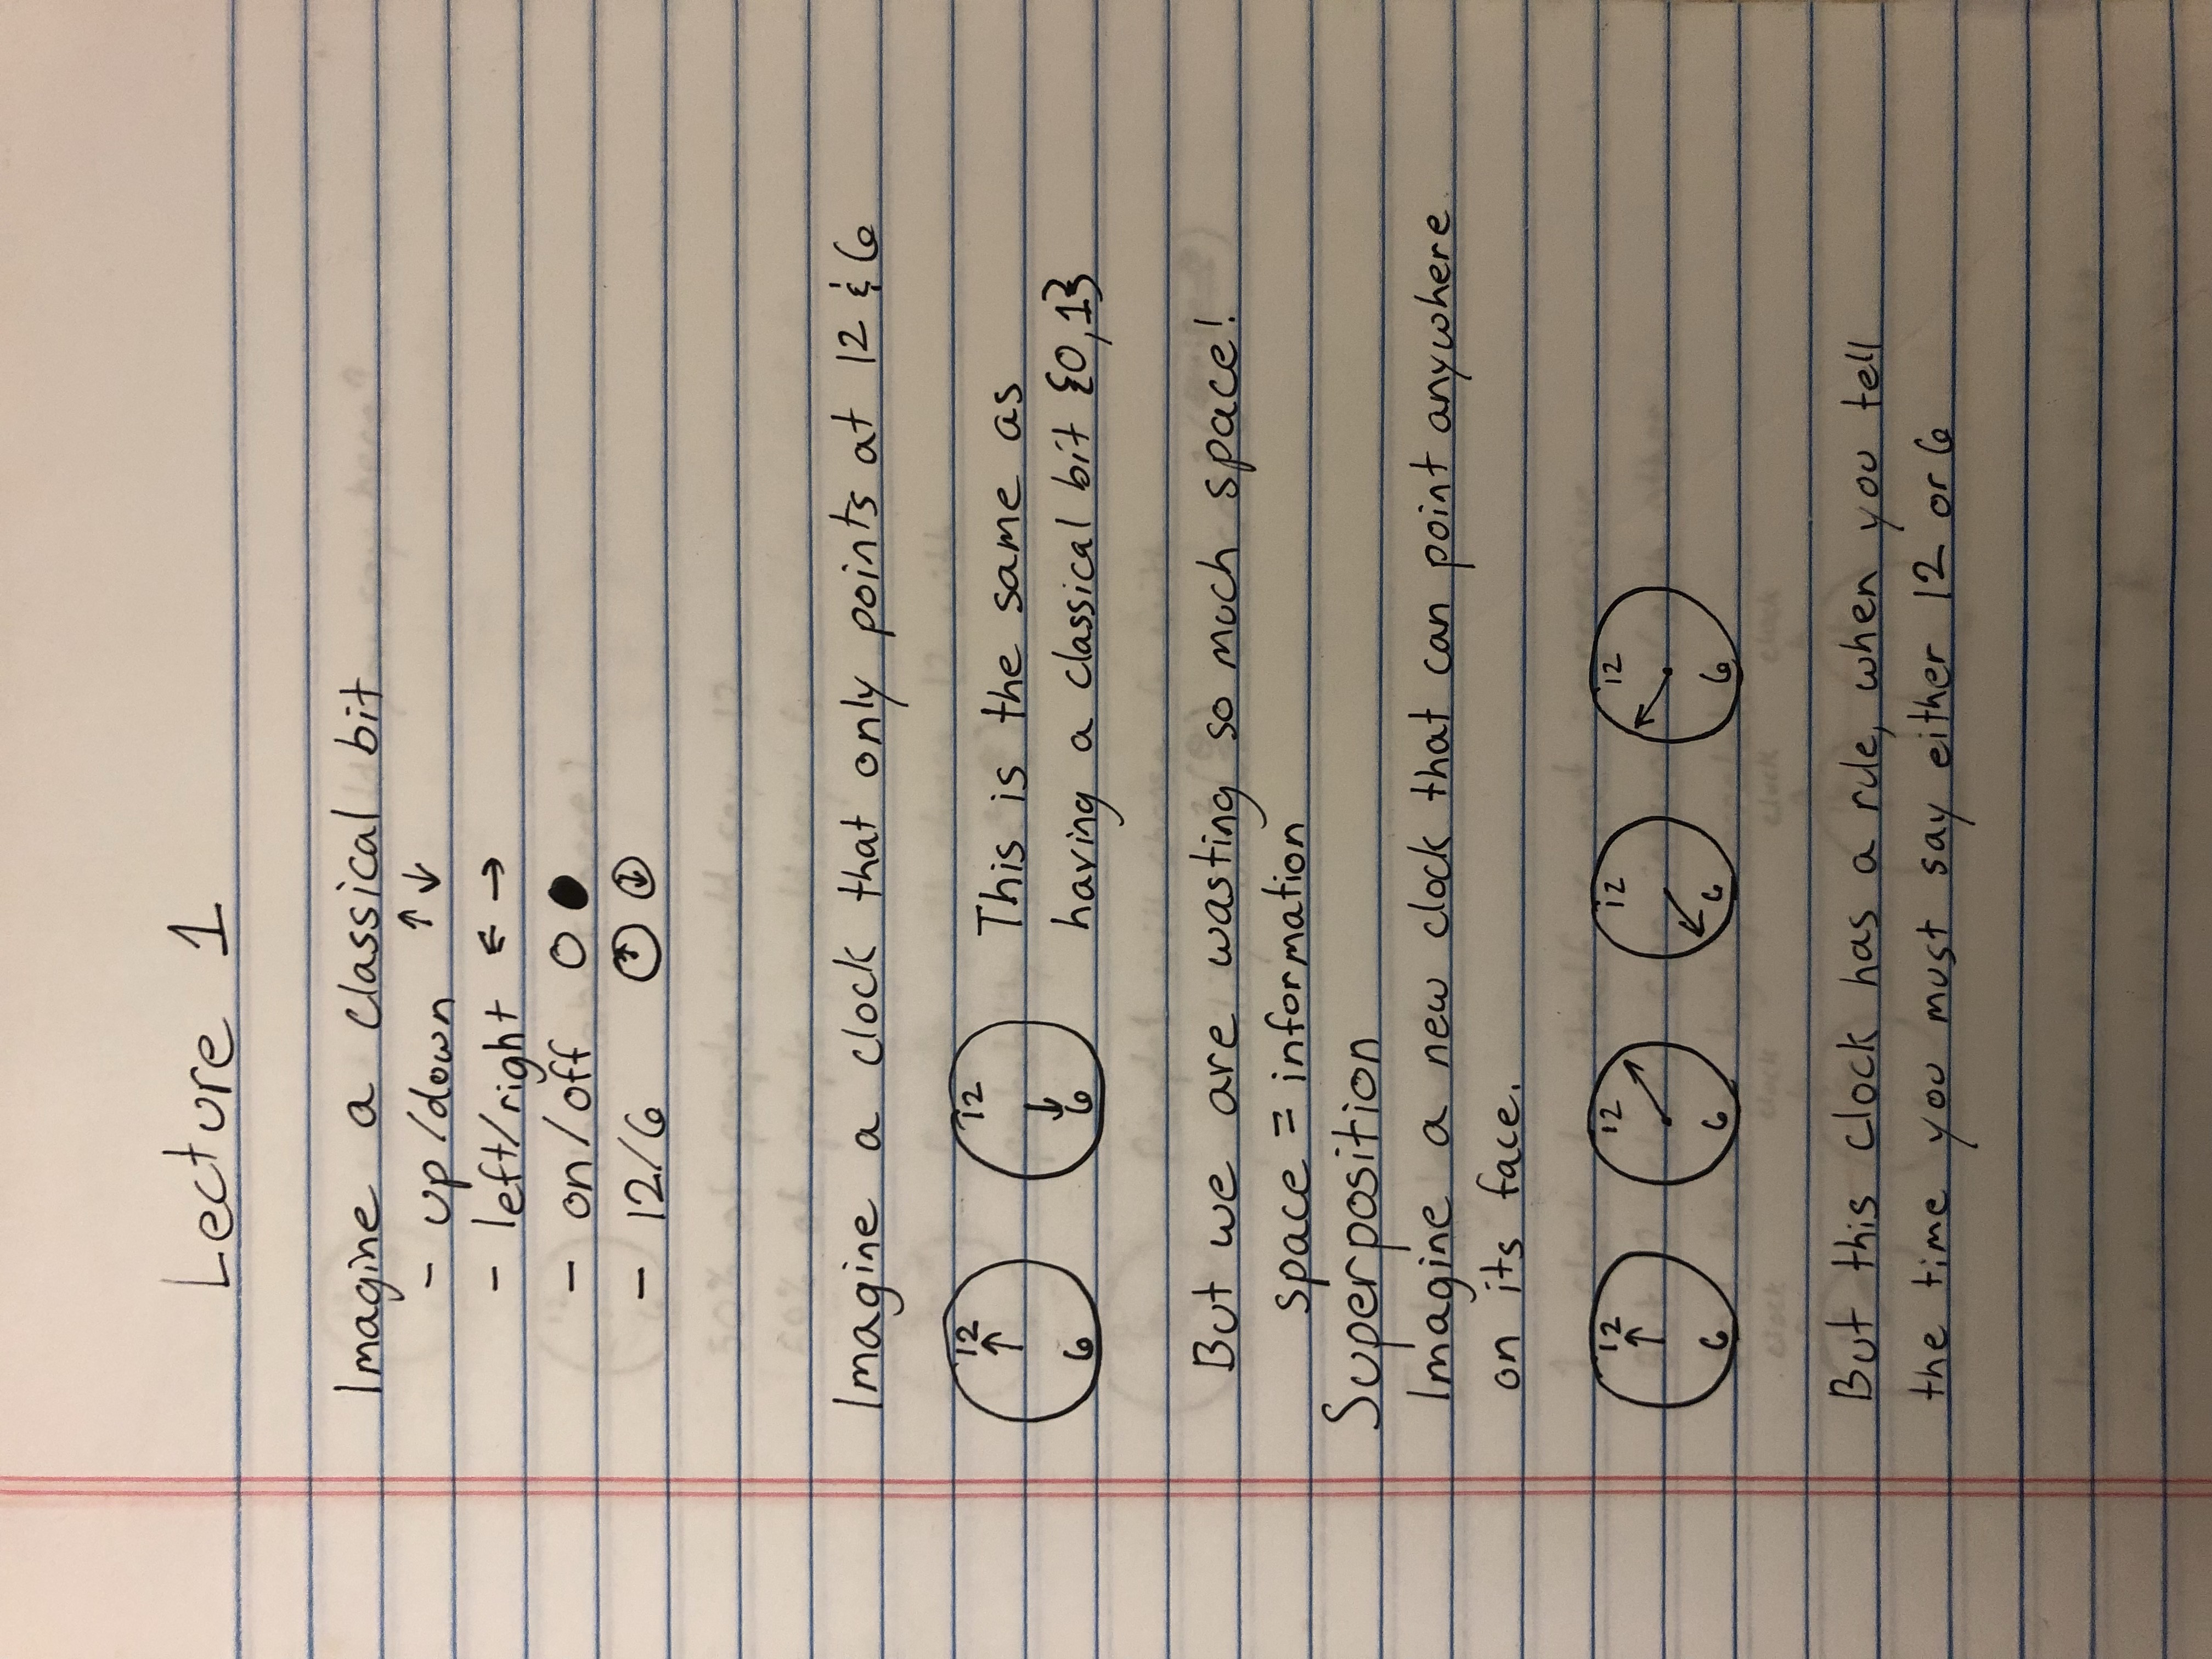 Lecture 1
Imagine a classical bit
- up/down ↑ ↓
- left/right ← →
- on/off
- 12/6
Imagine a clock that only points at 12 & 6
12 12
6 6
This is the same as
having a classical bit {0,1}
But we are wasting so much space!
space = information
Superposition
Imagine a new clock that can point anywhere
on its face.
12 12 12 12
6 6 6 6
But this clock has a rule, when you tell
the time you must say either 12 or 6